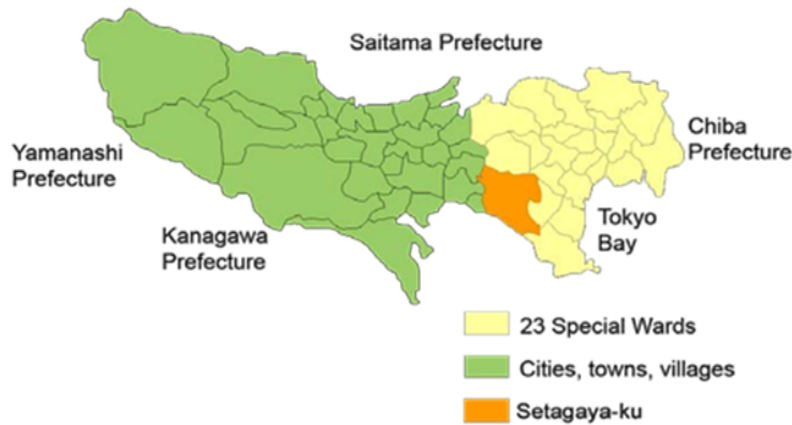 Saitama Prefecture
Chiba
Prefecture
Yamanashi
Prefecture
Tokyo
Bay
Kanagawa
Prefecture
23 Special Wards
Cities, towns, villages
Setagaya-ku